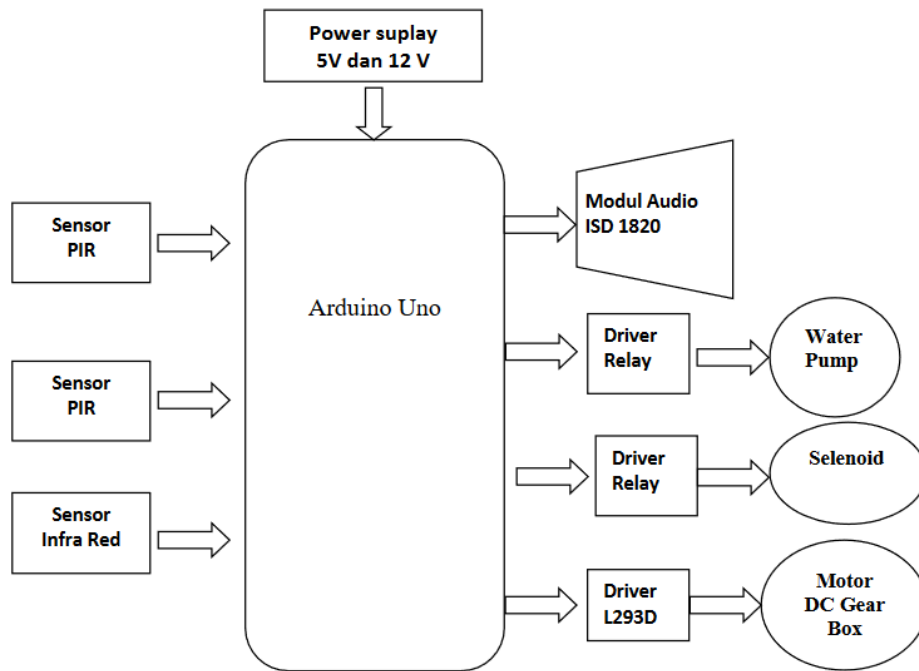 Power suplay
5V dan 12 V
Sensor
PIR
Modul Audio
ISD 1820
Arduino Uno
Driver
Relay
Water
Pump
Sensor
PIR
Driver
Relay
Selenoid
Sensor
Infra Red
Driver
L293D
Motor
DC Gear
Box